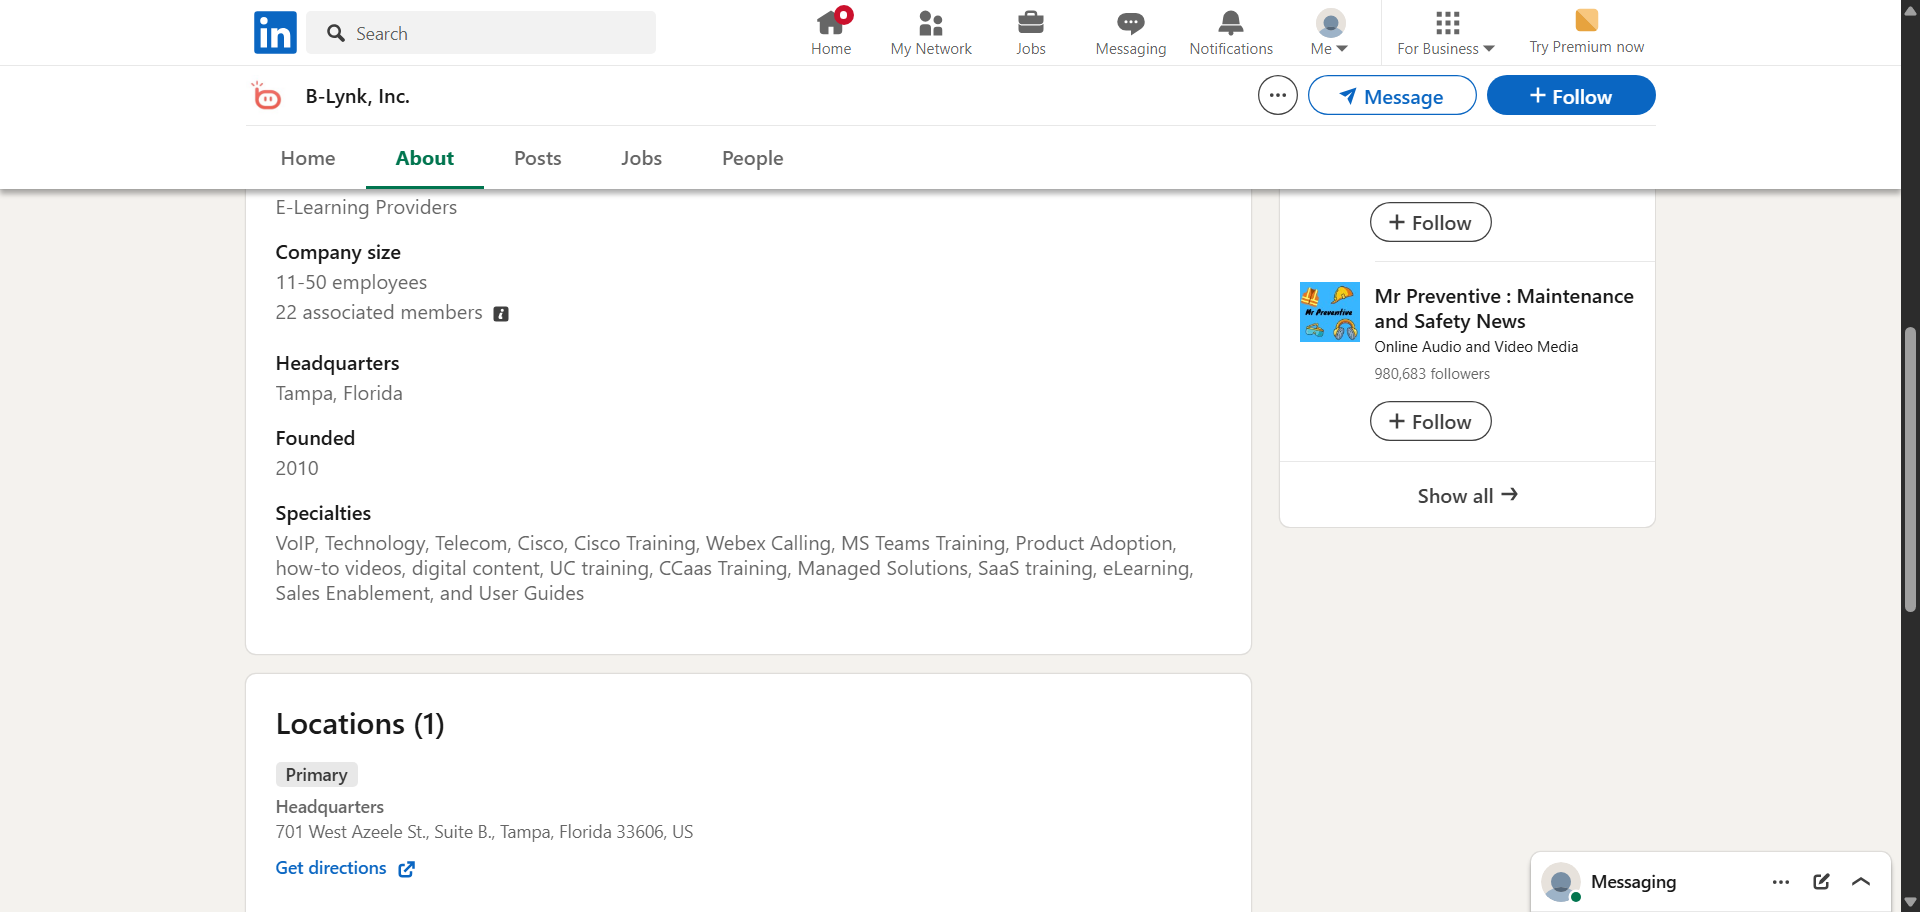 in
Search
Home
My Network
Jobs
Messaging
Notifications
Me
For Business
Try Premium now
B-Lynk, Inc.
Message
+ Follow
Home
About
Posts
Jobs
People
E-Learning Providers
Company size
11-50 employees
22 associated members
Headquarters
Tampa, Florida
Founded
2010
Specialties
VoIP, Technology, Telecom, Cisco, Cisco Training, Webex Calling, MS Teams Training, Product Adoption,
how-to videos, digital content, UC training, CCaas Training, Managed Solutions, SaaS training, eLearning,
Sales Enablement, and User Guides
Locations (1)
Primary
Headquarters
701 West Azeele St., Suite B., Tampa, Florida 33606, US
Get directions
+ Follow
Mr Preventive
Mr Preventive : Maintenance
and Safety News
Online Audio and Video Media
980,683 followers
+ Follow
Show all
Messaging